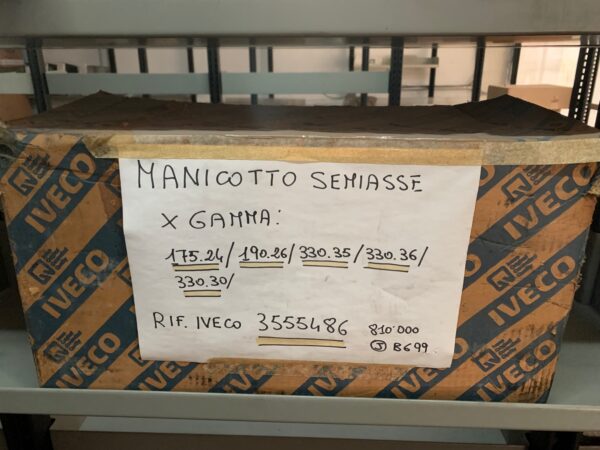 MANICOTTO SEMIASSE
X GAMMA:
175.24/ 190.26/ 330.35/ 330.36/
330.30/
RIF. IVECO 3555486 810.000
B699
IVECO
IVECO
IVECO
IVECO
IVECO
IVECO
IVECO